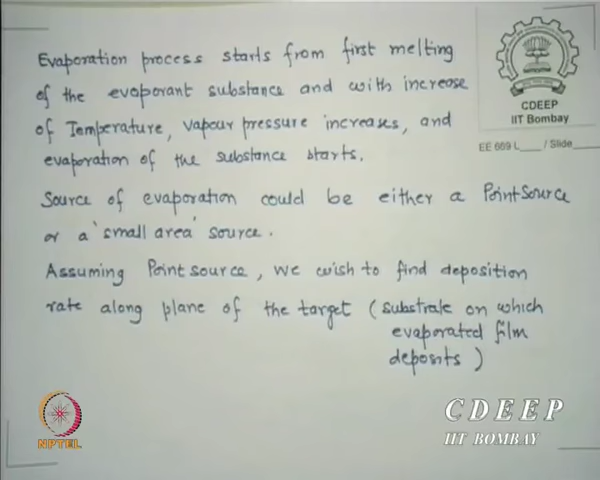 Evaporation process starts from first melting
of the evaporant substance and with increase
of Temperature, vapour pressure increases, and
evaporation of the substance starts.
Source of evaporation could be either a Point Source
or a 'small area' source.
Assuming Point source, we wish to find deposition
rate along plane of the target (substrate on which
evaporated film
deposits)
CDEEP
IIT Bombay
EE 669 L____ / Slide____
NPTEL
CDEEP
IIT BOMBAY